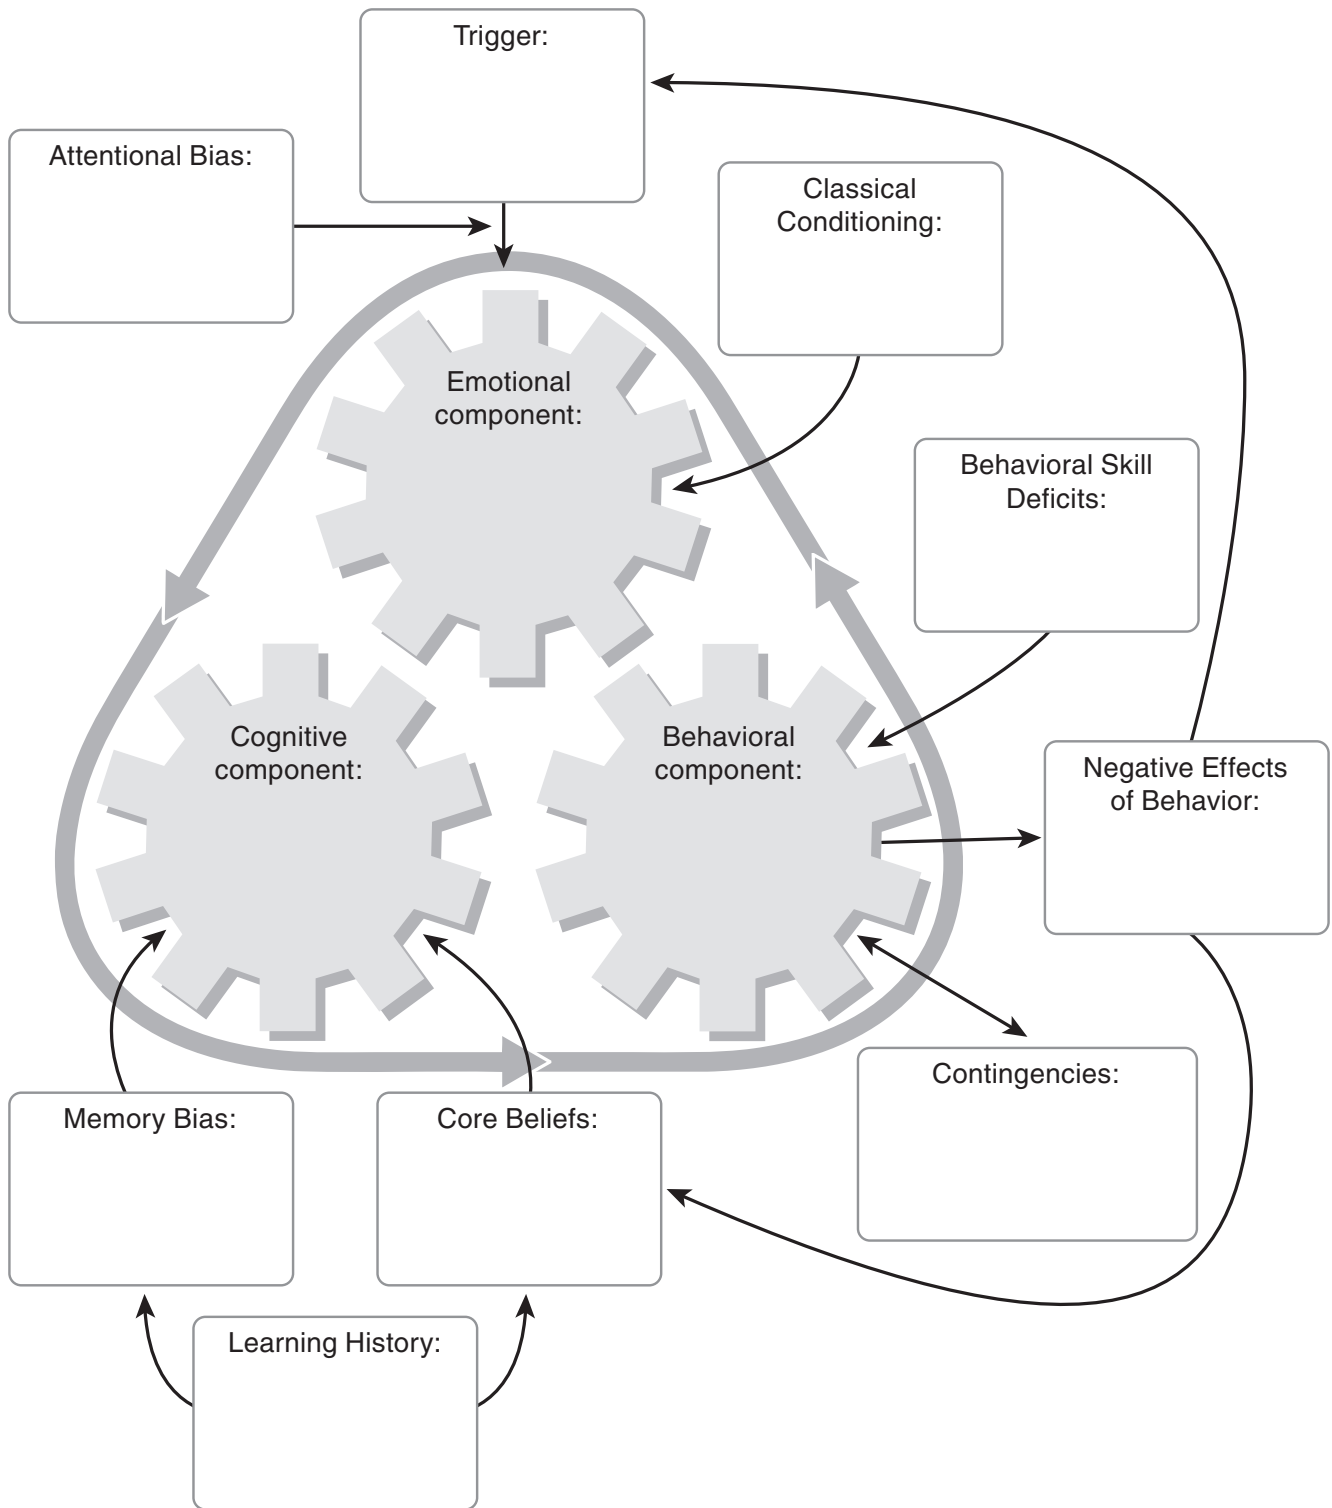 Trigger:
Attentional Bias:
Classical
Conditioning:
Emotional
component:
Behavioral Skill
Deficits:
Cognitive
component:
Behavioral
component:
Negative Effects
of Behavior:
Contingencies:
Memory Bias:
Core Beliefs:
Learning History: